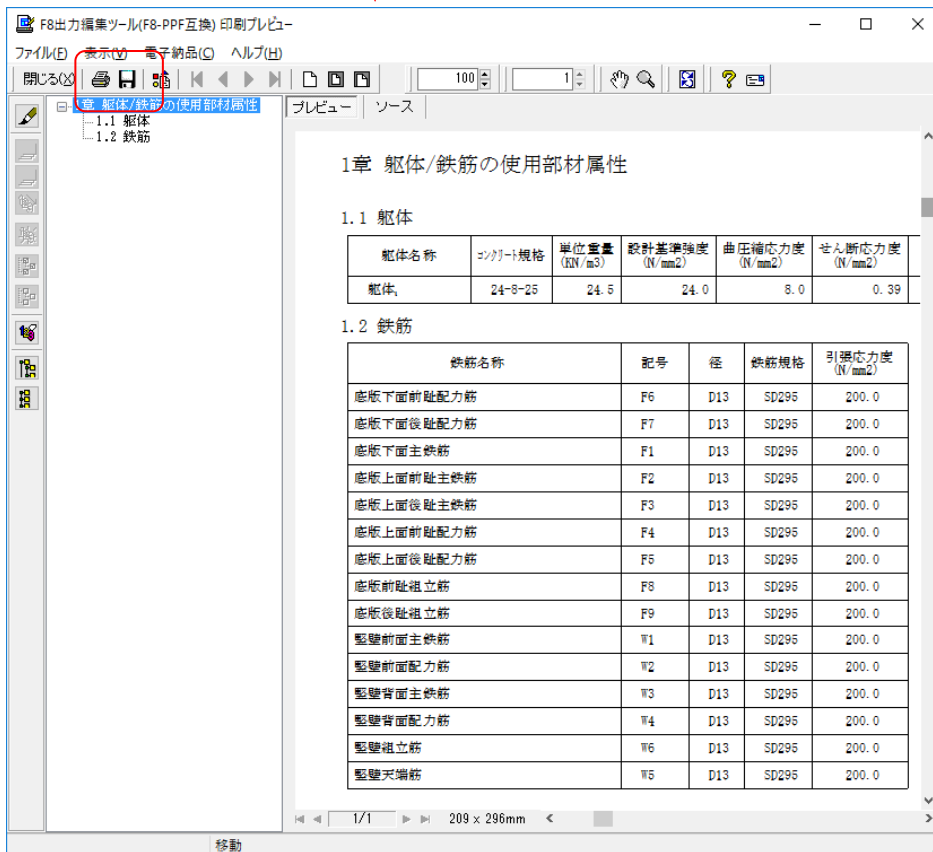 F8出力編集ツール(F8-PPF互換) 印刷プレビュー
ファイル(F) 表示(V) 電子納品(C) ヘルプ(H)
閉じる(X) 100 1
1章 躯体/鉄筋の使用部材属性
1.1 躯体
1.2 鉄筋
プレビュー ソース
1章 躯体/鉄筋の使用部材属性
1.1 躯体
躯体名称 コンクリート規格 単位重量(KN/m3) 設計基準強度(N/mm2) 曲圧縮応力度(N/mm2) せん断応力度(N/mm2)
躯体1 24-8-25 24.5 24.0 8.0 0.39
1.2 鉄筋
鉄筋名称 記号 径 鉄筋規格 引張応力度(N/mm2)
底版下面前趾配力筋 F6 D13 SD295 200.0
底版下面後趾配力筋 F7 D13 SD295 200.0
底版下面主鉄筋 F1 D13 SD295 200.0
底版上面前趾主鉄筋 F2 D13 SD295 200.0
底版上面後趾主鉄筋 F3 D13 SD295 200.0
底版上面前趾配力筋 F4 D13 SD295 200.0
底版上面後趾配力筋 F5 D13 SD295 200.0
底版前趾組立筋 F8 D13 SD295 200.0
底版後趾組立筋 F9 D13 SD295 200.0
竪壁前面主鉄筋 W1 D13 SD295 200.0
竪壁前面配力筋 W2 D13 SD295 200.0
竪壁背面主鉄筋 W3 D13 SD295 200.0
竪壁背面配力筋 W4 D13 SD295 200.0
竪壁組立筋 W6 D13 SD295 200.0
竪壁天端筋 W5 D13 SD295 200.0
1/1 209 x 296mm
移動